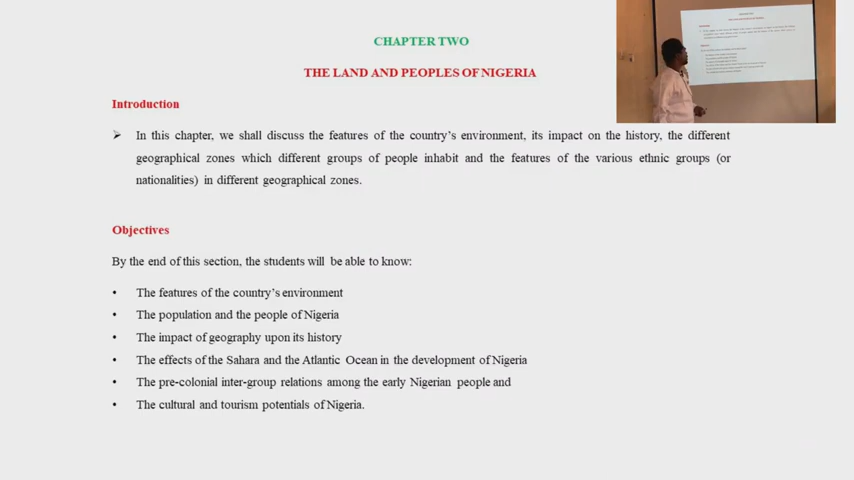 CHAPTER TWO
THE LAND AND PEOPLES OF NIGERIA
Introduction
➢ In this chapter, we shall discuss the features of the country's environment, its impact on the history, the different
geographical zones which different groups of people inhabit and the features of the various ethnic groups (or
nationalities) in different geographical zones.
Objectives
By the end of this section, the students will be able to know:
• The features of the country's environment
• The population and the people of Nigeria
• The impact of geography upon its history
• The effects of the Sahara and the Atlantic Ocean in the development of Nigeria
• The pre-colonial inter-group relations among the early Nigerian people and
• The cultural and tourism potentials of Nigeria.